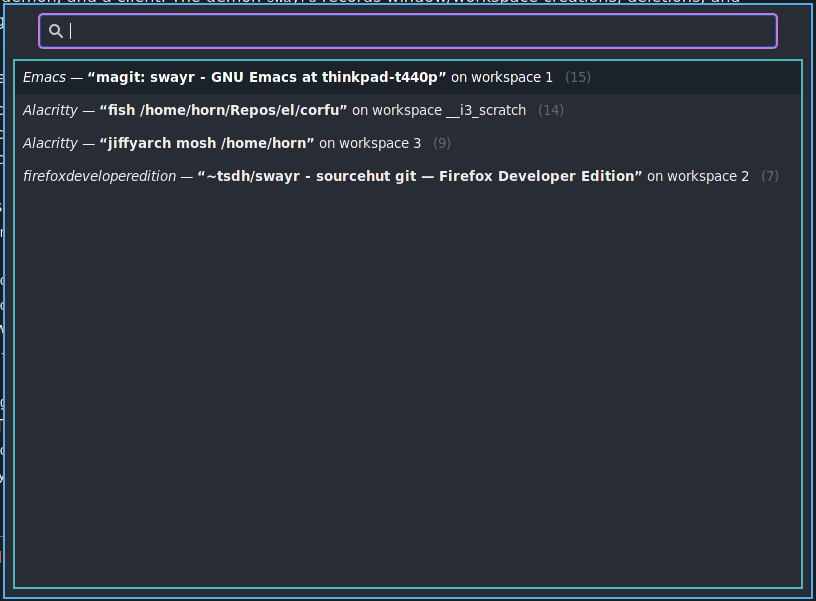 Emacs — “magit: swayr - GNU Emacs at thinkpad-t440p” on workspace 1 (15)
Alacritty — “fish /home/horn/Repos/el/corfu” on workspace __i3_scratch (14)
Alacritty — “jiffyarch mosh /home/horn” on workspace 3 (9)
firefoxdeveloperedition — “~tsdh/swayr - sourcehut git — Firefox Developer Edition” on workspace 2 (7)